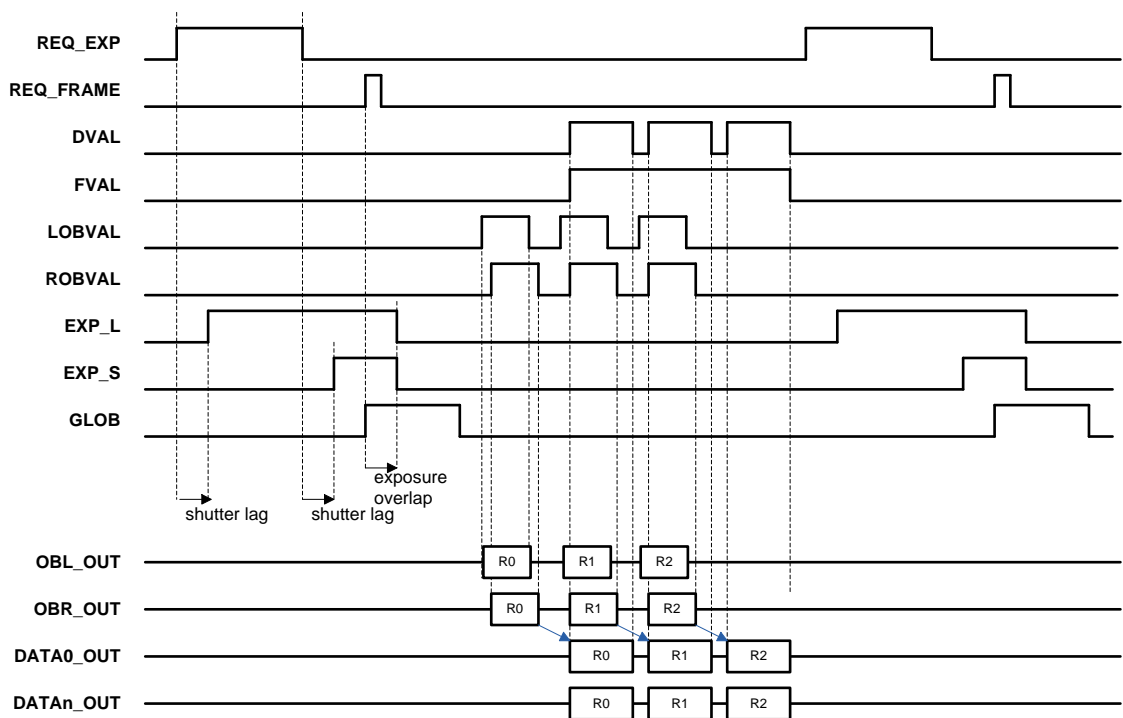 REQ_EXP
REQ_FRAME
DVAL
FVAL
LOBVAL
ROBVAL
EXP_L
EXP_S
GLOB
exposure
overlap
shutter lag
shutter lag
OBL_OUT
R0 R1 R2
OBR_OUT
R0 R1 R2
DATA0_OUT
R0 R1 R2
DATAn_OUT
R0 R1 R2